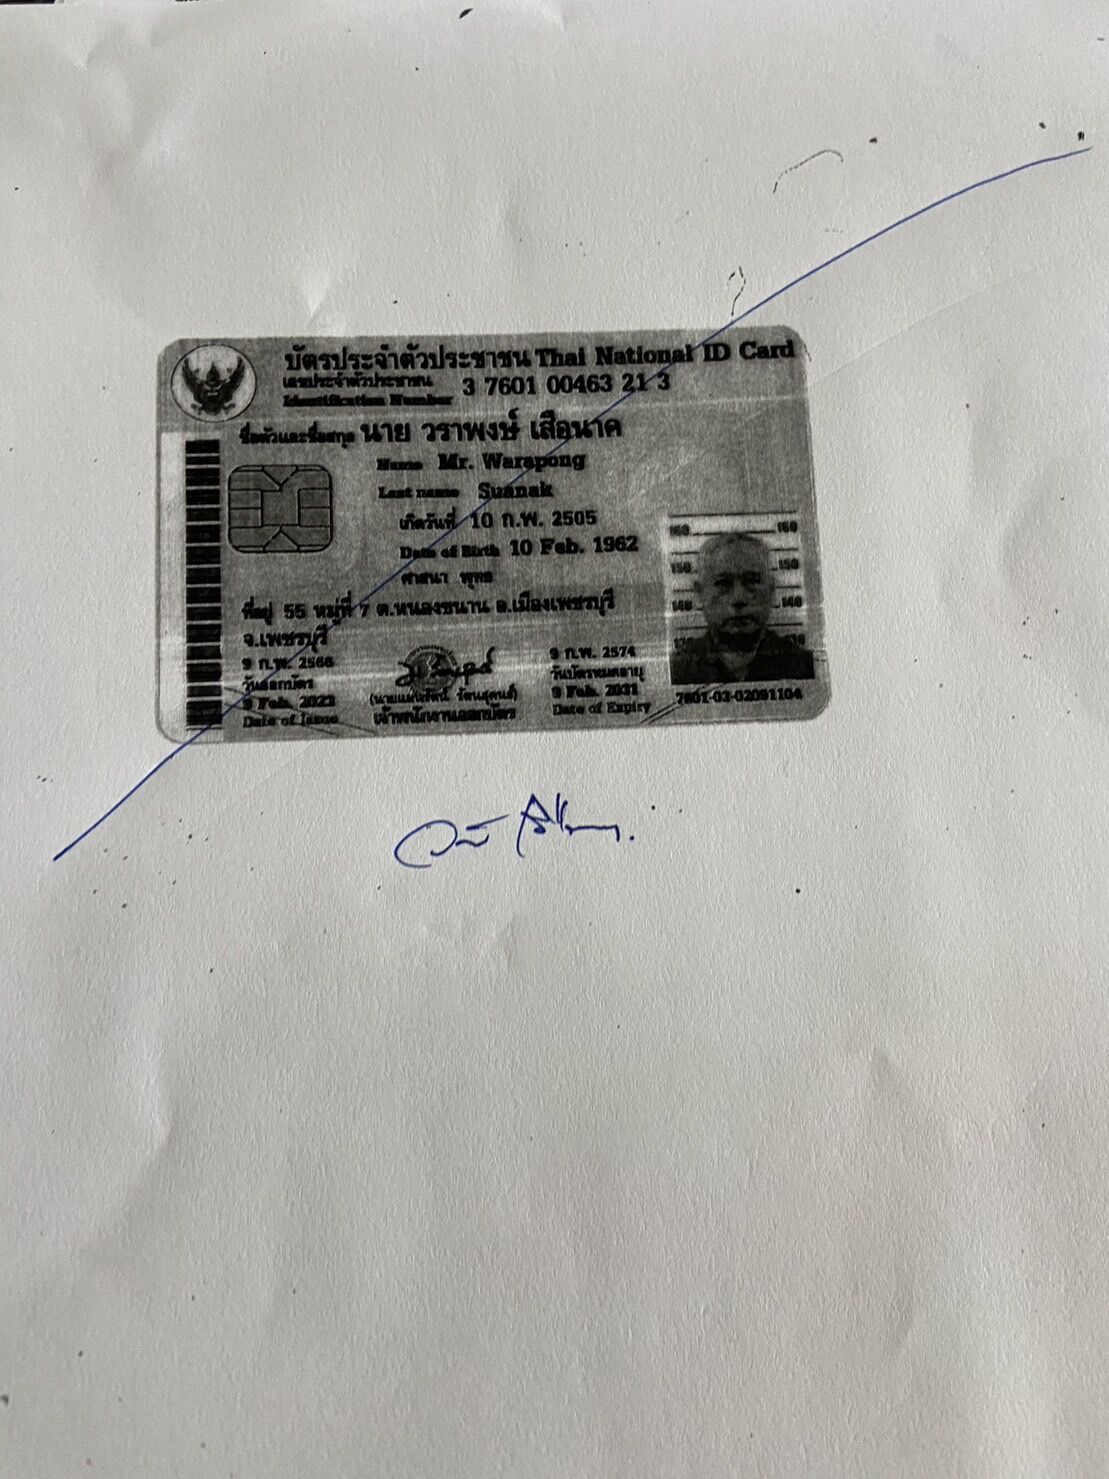 บัตรประจำตัวประชาชน Thai National ID Card
เลขประจำตัวประชาชน 3 7601 00463 21 3
Identification Number
ชื่อตัวและชื่อสกุล นาย วราพงษ์ เสือนาค
Name Mr. Warapong
Last name Suanak
เกิดวันที่ 10 ก.พ. 2505
Date of Birth 10 Feb. 1962
ศาสนา พุทธ
ที่อยู่ 55 หมู่ที่ 7 ต.หนองขนาน อ.เมืองเพชรบุรี
จ.เพชรบุรี
9 ก.พ. 2566
วันออกบัตร
9 Feb. 2023
Date of Issue
เจ้าพนักงานออกบัตร
9 ก.พ. 2574
วันบัตรหมดอายุ
9 Feb. 2031
Date of Expiry
160 160
150 150
140 140
7601-02-02091104